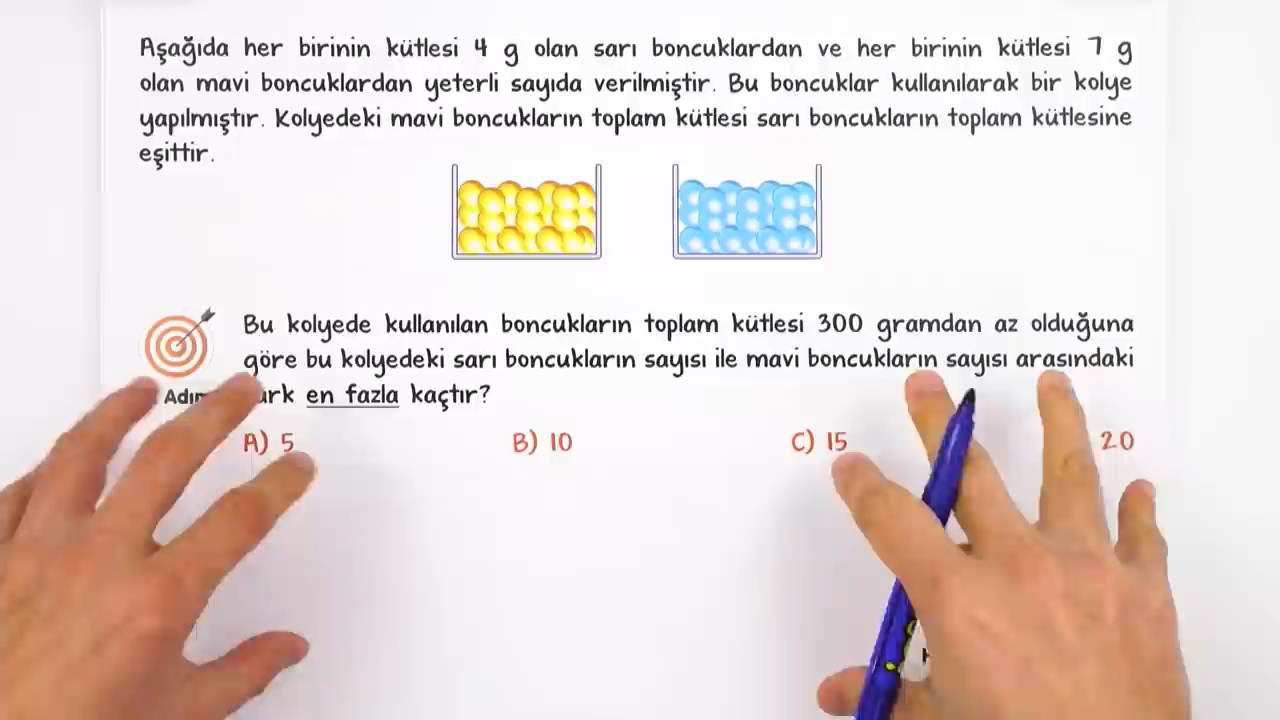 Aşağıda her birinin kütlesi 4 g olan sarı boncuklardan ve her birinin kütlesi 7 g
olan mavi boncuklardan yeterli sayıda verilmiştir. Bu boncuklar kullanılarak bir kolye
yapılmıştır. Kolyedeki mavi boncukların toplam kütlesi sarı boncukların toplam kütlesine
eşittir.
Bu kolyede kullanılan boncukların toplam kütlesi 300 gramdan az olduğuna
göre bu kolyedeki sarı boncukların sayısı ile mavi boncukların sayısı arasındaki
en fazla kaçtır?
A) 5 B) 10 C) 15 20